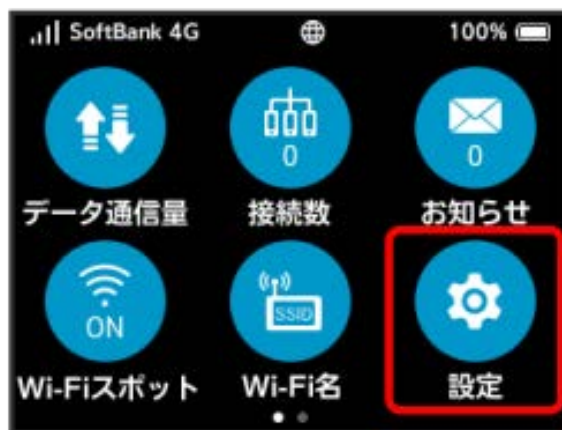 SoftBank 4G 100%
0 0
データ通信量 接続数 お知らせ
ON SSID
Wi-Fiスポット Wi-Fi名 設定